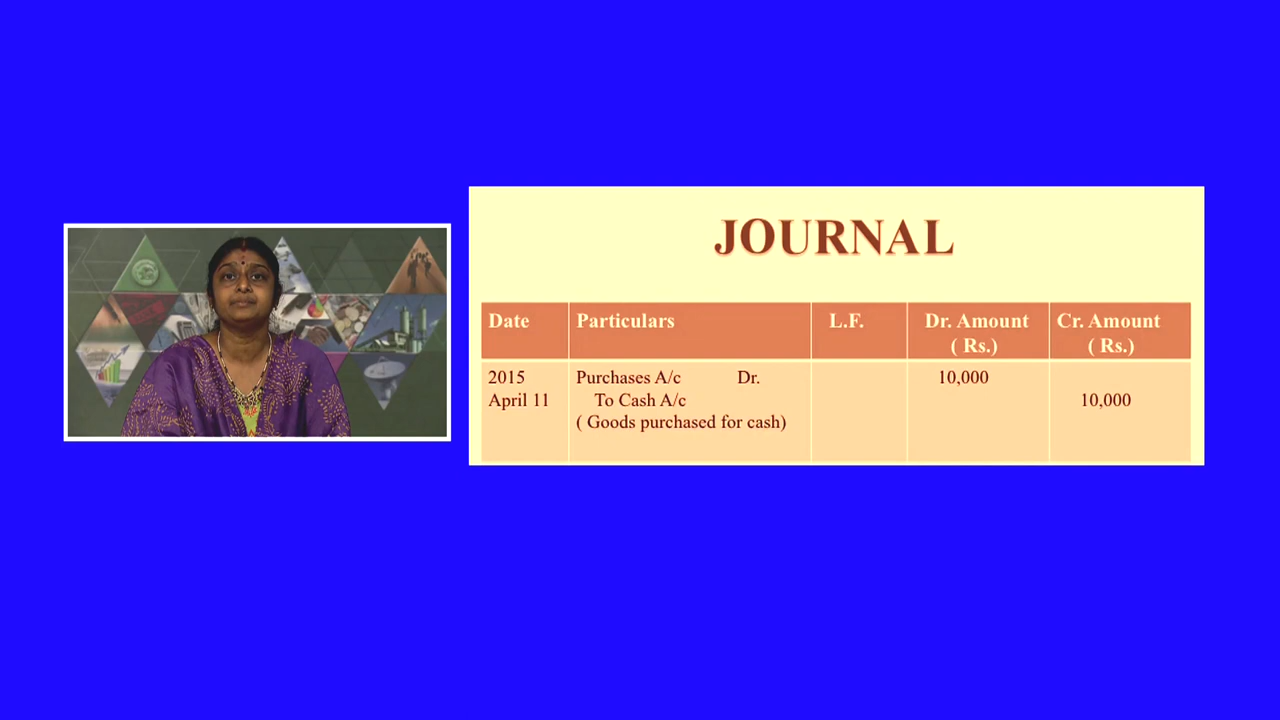 JOURNAL
Date Particulars L.F. Dr. Amount ( Rs.) Cr. Amount ( Rs.)
2015 Purchases A/c Dr. 10,000
April 11 To Cash A/c 10,000
( Goods purchased for cash)